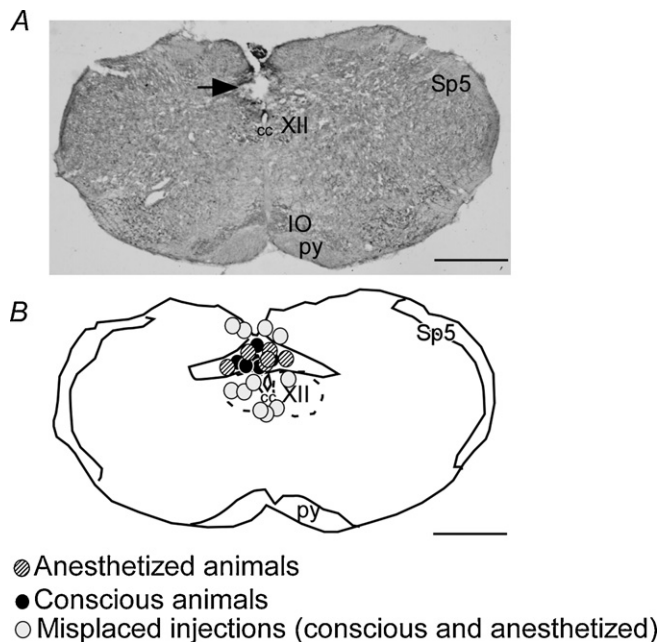 A
Sp5
cc XII
IO
py
B
Sp5
cc XII
py
Anesthetized animals
Conscious animals
Misplaced injections (conscious and anesthetized)